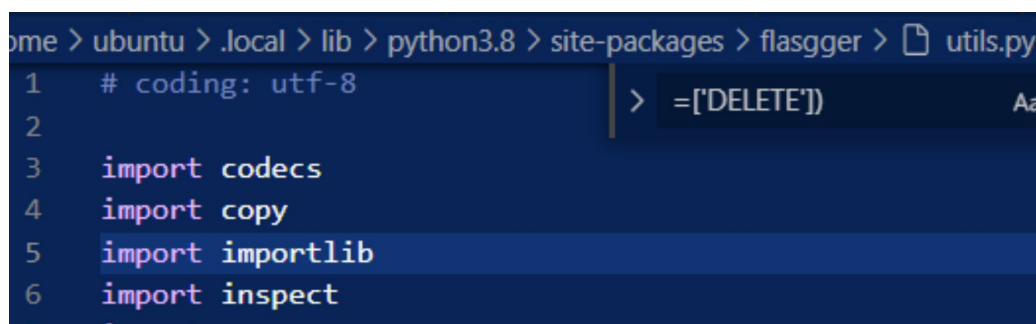 ome > ubuntu > .local > lib > python3.8 > site-packages > flasgger > utils.py
1 # coding: utf-8
> =['DELETE']) Aa
2
3 import codecs
4 import copy
5 import importlib
6 import inspect